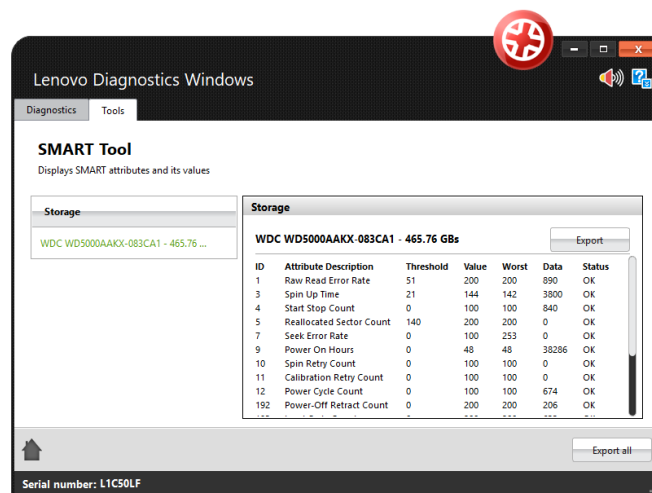 Lenovo Diagnostics Windows
Diagnostics Tools
SMART Tool
Displays SMART attributes and its values
Storage
WDC WD5000AAKX-083CA1 - 465.76 ...
Storage
WDC WD5000AAKX-083CA1 - 465.76 GBs Export
ID Attribute Description Threshold Value Worst Data Status
1 Raw Read Error Rate 51 200 200 890 OK
3 Spin Up Time 21 144 142 3800 OK
4 Start Stop Count 0 100 100 840 OK
5 Reallocated Sector Count 140 200 200 0 OK
7 Seek Error Rate 0 100 253 0 OK
9 Power On Hours 0 48 48 38286 OK
10 Spin Retry Count 0 100 100 0 OK
11 Calibration Retry Count 0 100 100 0 OK
12 Power Cycle Count 0 100 100 674 OK
192 Power-Off Retract Count 0 200 200 206 OK
Export all
Serial number: L1C50LF